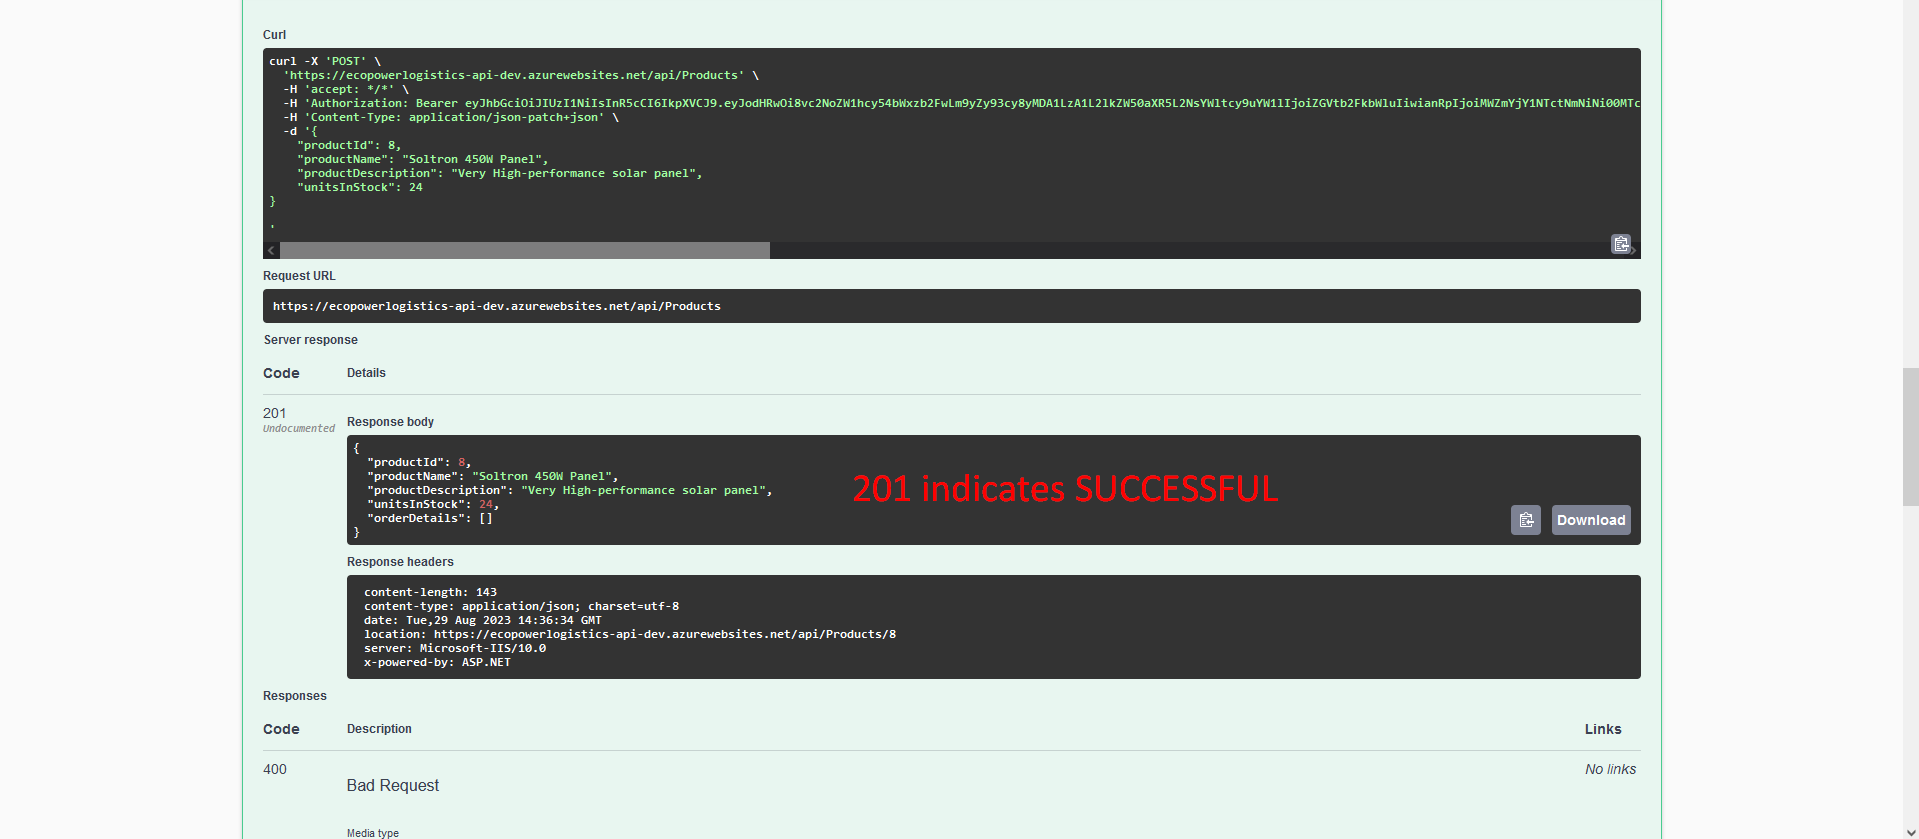 Curl
curl -X 'POST' \
'https://ecopowerlogistics-api-dev.azurewebsites.net/api/Products' \
-H 'accept: */*' \
-H 'Authorization: Bearer eyJhbGciOiJIUzI1NiIsInR5cCI6IkpXVCJ9.eyJodHRwOi8vc2NoZW1hcy54bWxzb2FwLm9yZy93cy8yMDA1LzA1L2lkZW50aXR5L2NsYWltcy9uYW1lIjoiZGVtb2FkbWluIiwianRpIjoiMWZmYjY1NTctNmNiNi00MTc
-H 'Content-Type: application/json-patch+json' \
-d '{
"productId": 8,
"productName": "Soltron 450W Panel",
"productDescription": "Very High-performance solar panel",
"unitsInStock": 24
}
'
Request URL
https://ecopowerlogistics-api-dev.azurewebsites.net/api/Products
Server response
Code Details
201
Undocumented
Response body
{
"productId": 8,
"productName": "Soltron 450W Panel",
"productDescription": "Very High-performance solar panel",
"unitsInStock": 24,
"orderDetails": []
}
201 indicates SUCCESSFUL
Download
Response headers
content-length: 143
content-type: application/json; charset=utf-8
date: Tue,29 Aug 2023 14:36:34 GMT
location: https://ecopowerlogistics-api-dev.azurewebsites.net/api/Products/8
server: Microsoft-IIS/10.0
x-powered-by: ASP.NET
Responses
Code Description Links
400 No links
Bad Request
Media type